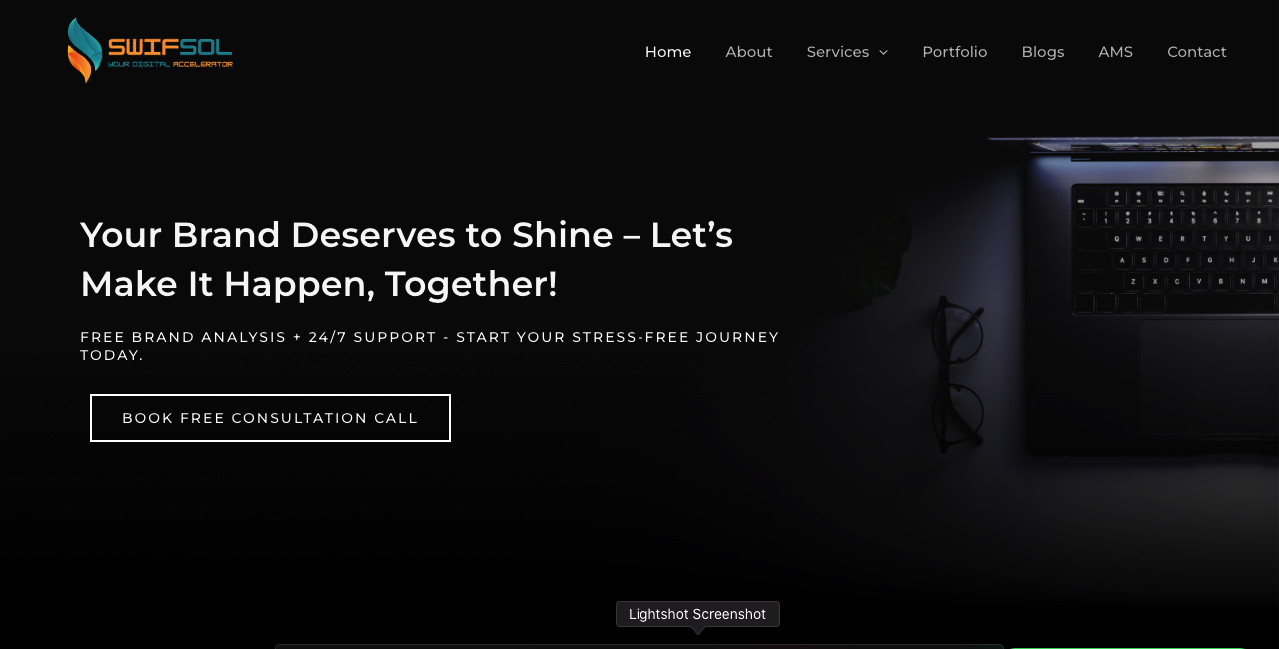 SWIFSOL
YOUR DIGITAL ACCELERATOR
Home About Services Portfolio Blogs AMS Contact
Your Brand Deserves to Shine – Let’s
Make It Happen, Together!
FREE BRAND ANALYSIS + 24/7 SUPPORT - START YOUR STRESS-FREE JOURNEY
TODAY.
BOOK FREE CONSULTATION CALL
Lightshot Screenshot